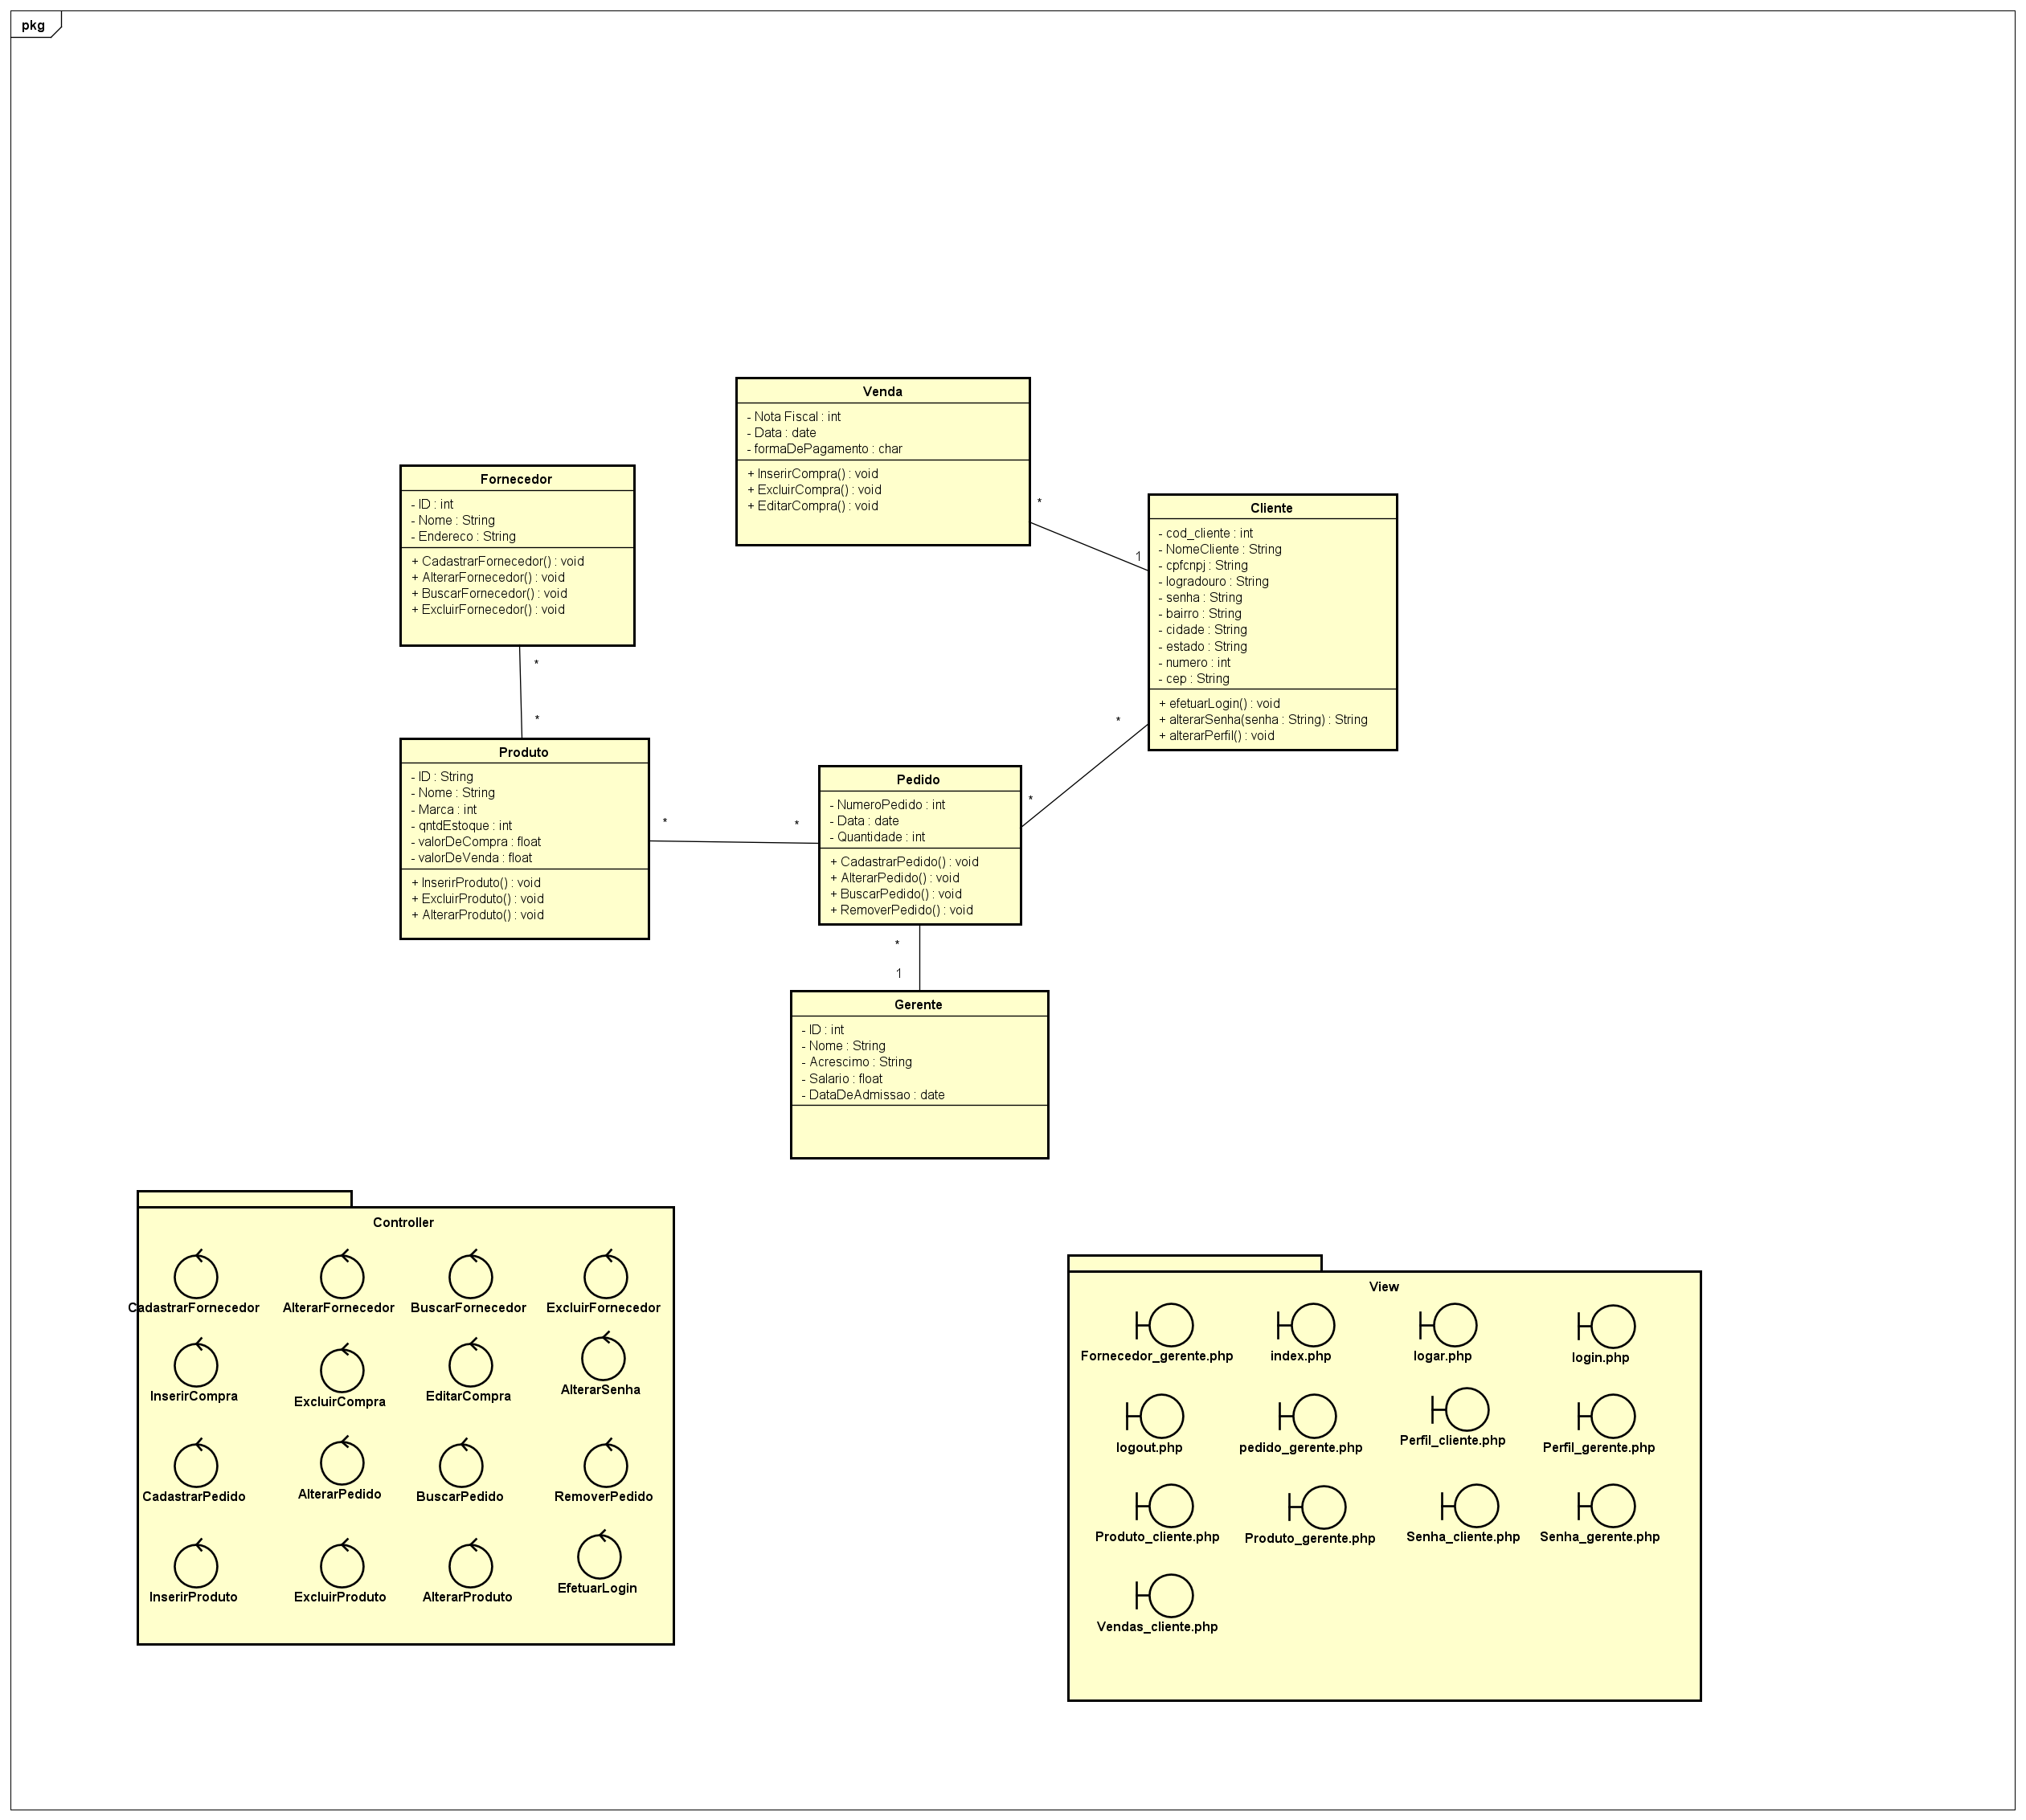 pkg
Venda
- Nota Fiscal : int
- Data : date
- formaDePagamento : char
+ InserirCompra() : void
+ ExcluirCompra() : void
+ EditarCompra() : void
*
1
Fornecedor
- ID : int
- Nome : String
- Endereco : String
+ CadastrarFornecedor() : void
+ AlterarFornecedor() : void
+ BuscarFornecedor() : void
+ ExcluirFornecedor() : void
*
*
Cliente
- cod_cliente : int
- NomeCliente : String
- cpfcnpj : String
- logradouro : String
- senha : String
- bairro : String
- cidade : String
- estado : String
- numero : int
- cep : String
+ efetuarLogin() : void
+ alterarSenha(senha : String) : String
+ alterarPerfil() : void
*
*
Produto
- ID : String
- Nome : String
- Marca : int
- qntdEstoque : int
- valorDeCompra : float
- valorDeVenda : float
+ InserirProduto() : void
+ ExcluirProduto() : void
+ AlterarProduto() : void
*
*
Pedido
- NumeroPedido : int
- Data : date
- Quantidade : int
+ CadastrarPedido() : void
+ AlterarPedido() : void
+ BuscarPedido() : void
+ RemoverPedido() : void
*
1
Gerente
- ID : int
- Nome : String
- Acrescimo : String
- Salario : float
- DataDeAdmissao : date
Controller
CadastrarFornecedor
AlterarFornecedor
BuscarFornecedor
ExcluirFornecedor
InserirCompra
ExcluirCompra
EditarCompra
AlterarSenha
CadastrarPedido
AlterarPedido
BuscarPedido
RemoverPedido
InserirProduto
ExcluirProduto
AlterarProduto
EfetuarLogin
View
Fornecedor_gerente.php
index.php
logar.php
login.php
logout.php
pedido_gerente.php
Perfil_cliente.php
Perfil_gerente.php
Produto_cliente.php
Produto_gerente.php
Senha_cliente.php
Senha_gerente.php
Vendas_cliente.php